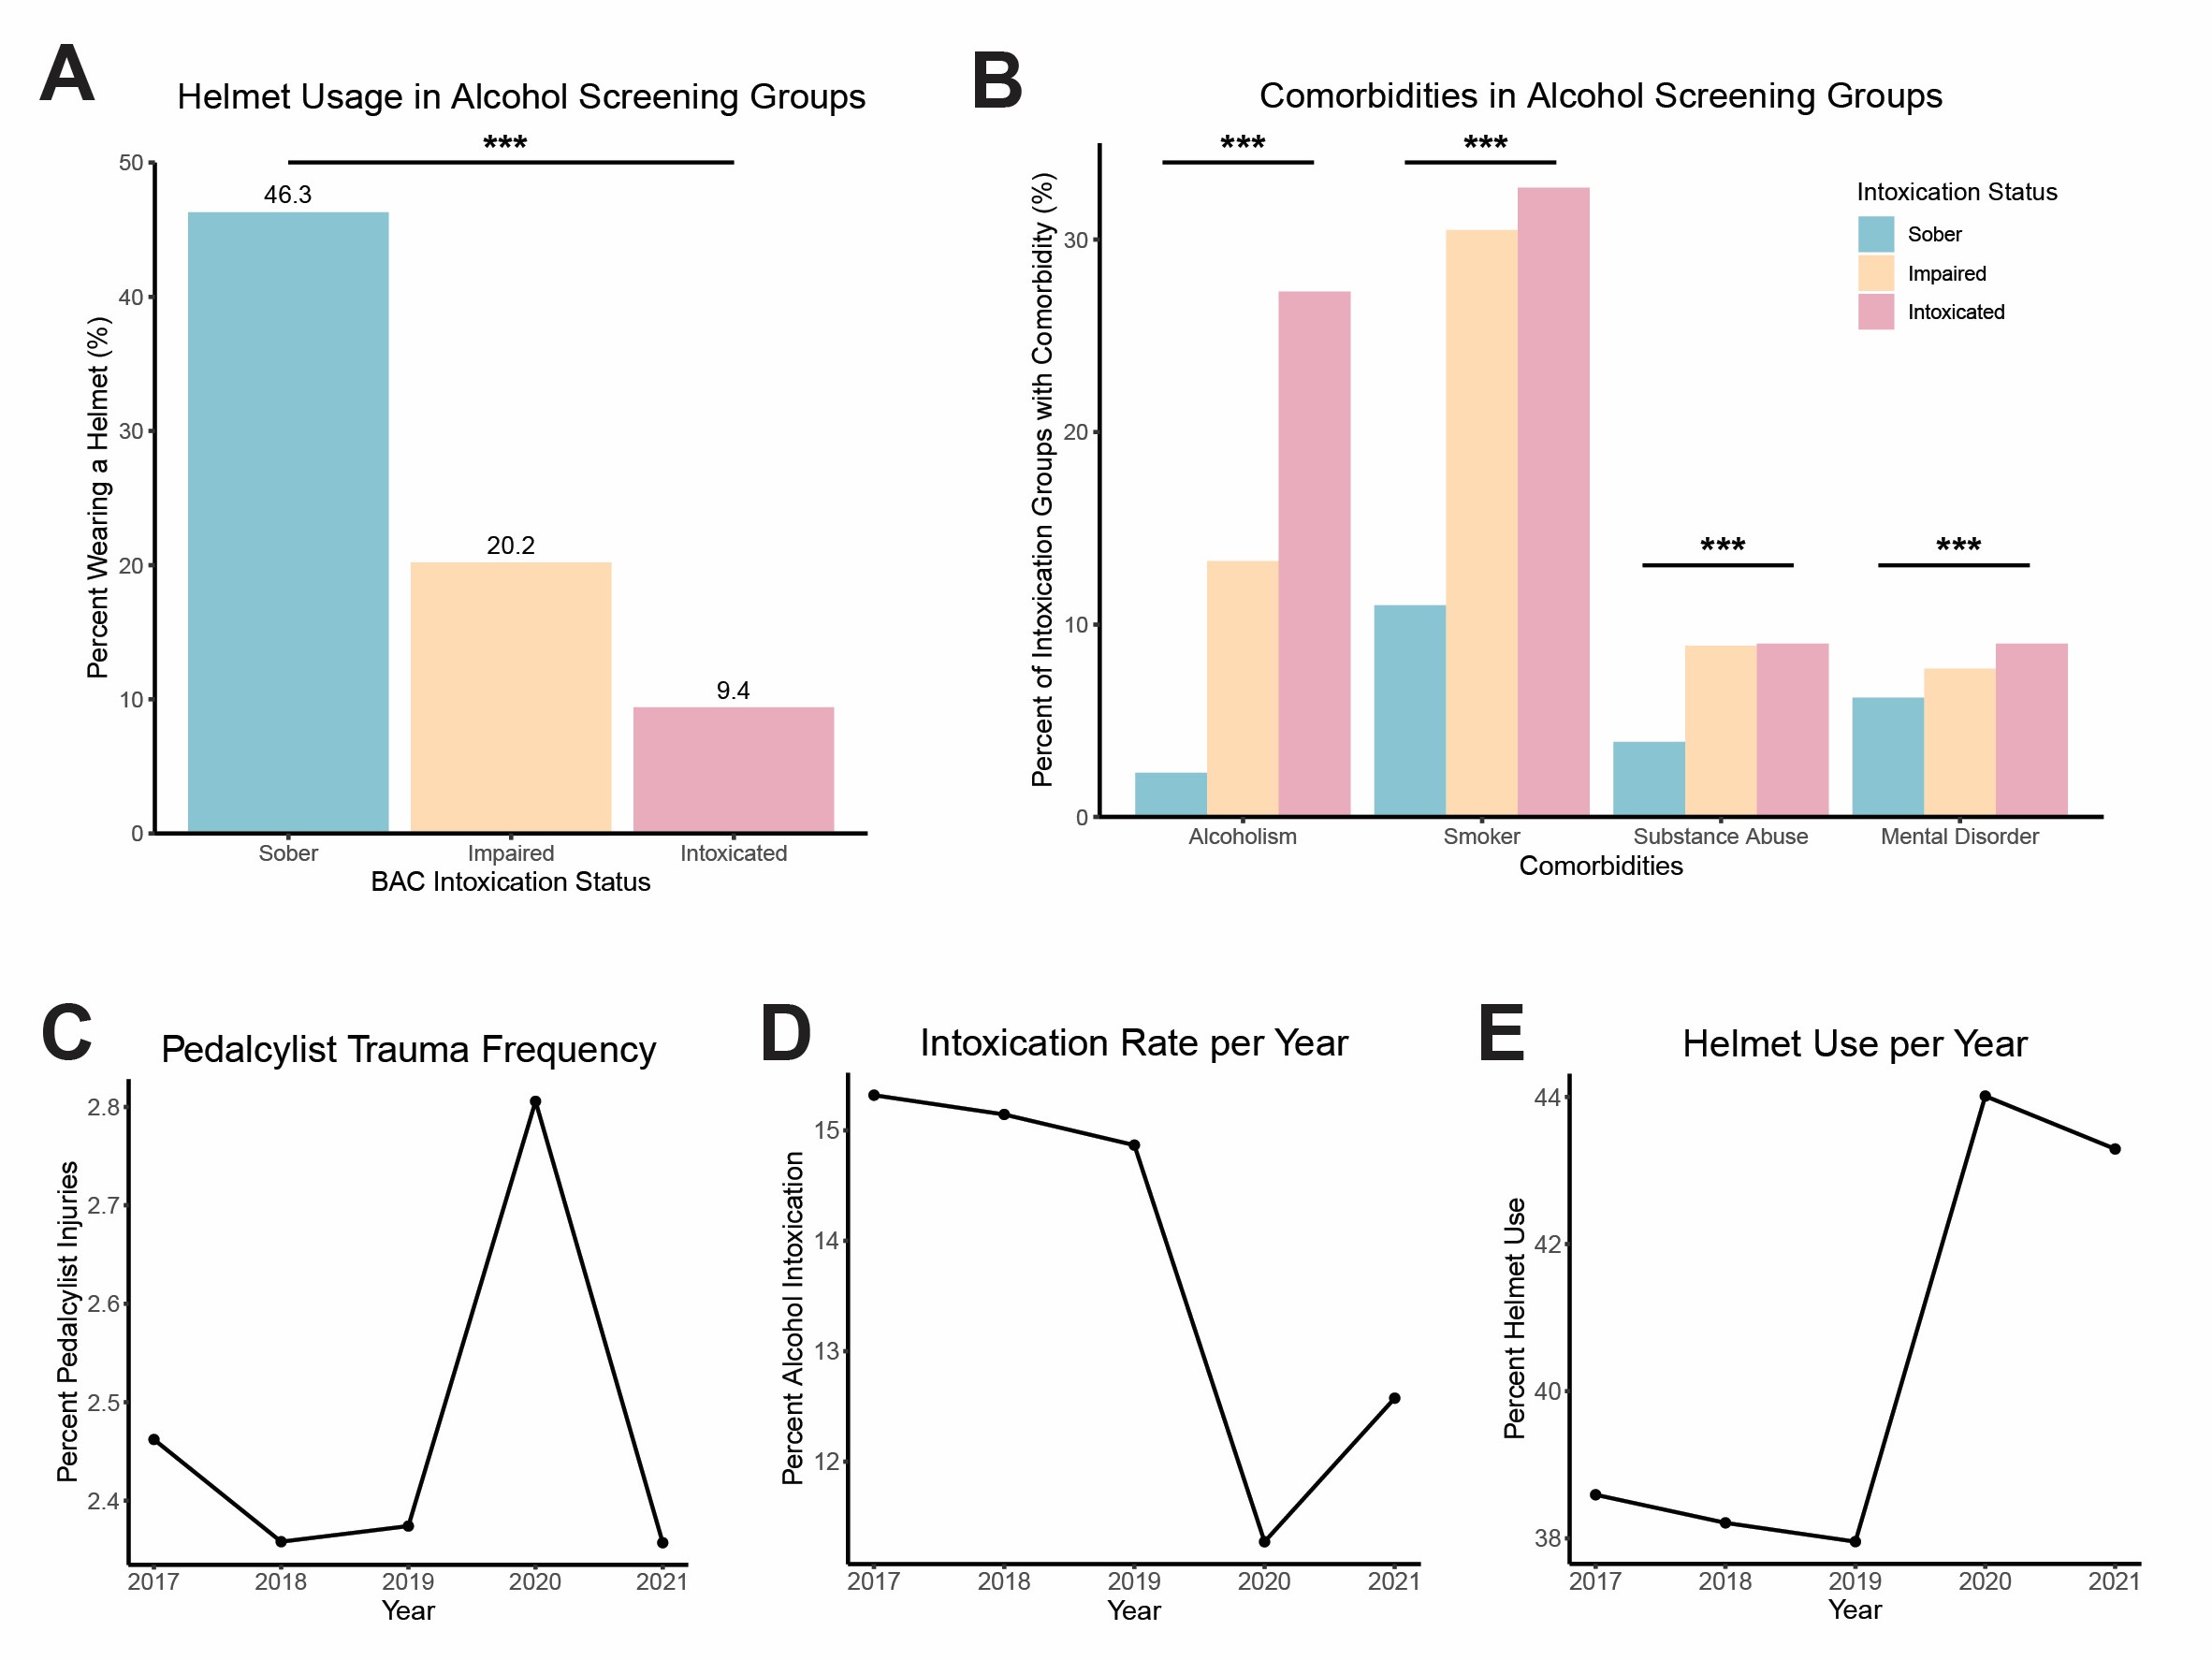 A
Helmet Usage in Alcohol Screening Groups
***
Percent Wearing a Helmet (%)
50
40
30
20
10
0
46.3
20.2
9.4
Sober Impaired Intoxicated
BAC Intoxication Status
B
Comorbidities in Alcohol Screening Groups
*** ***
*** ***
Percent of Intoxication Groups with Comorbidity (%)
30
20
10
0
Intoxication Status
Sober
Impaired
Intoxicated
Alcoholism Smoker Substance Abuse Mental Disorder
Comorbidities
C
Pedalcylist Trauma Frequency
Percent Pedalcylist Injuries
2.8
2.7
2.6
2.5
2.4
2017 2018 2019 2020 2021
Year
D
Intoxication Rate per Year
Percent Alcohol Intoxication
15
14
13
12
2017 2018 2019 2020 2021
Year
E
Helmet Use per Year
Percent Helmet Use
44
42
40
38
2017 2018 2019 2020 2021
Year